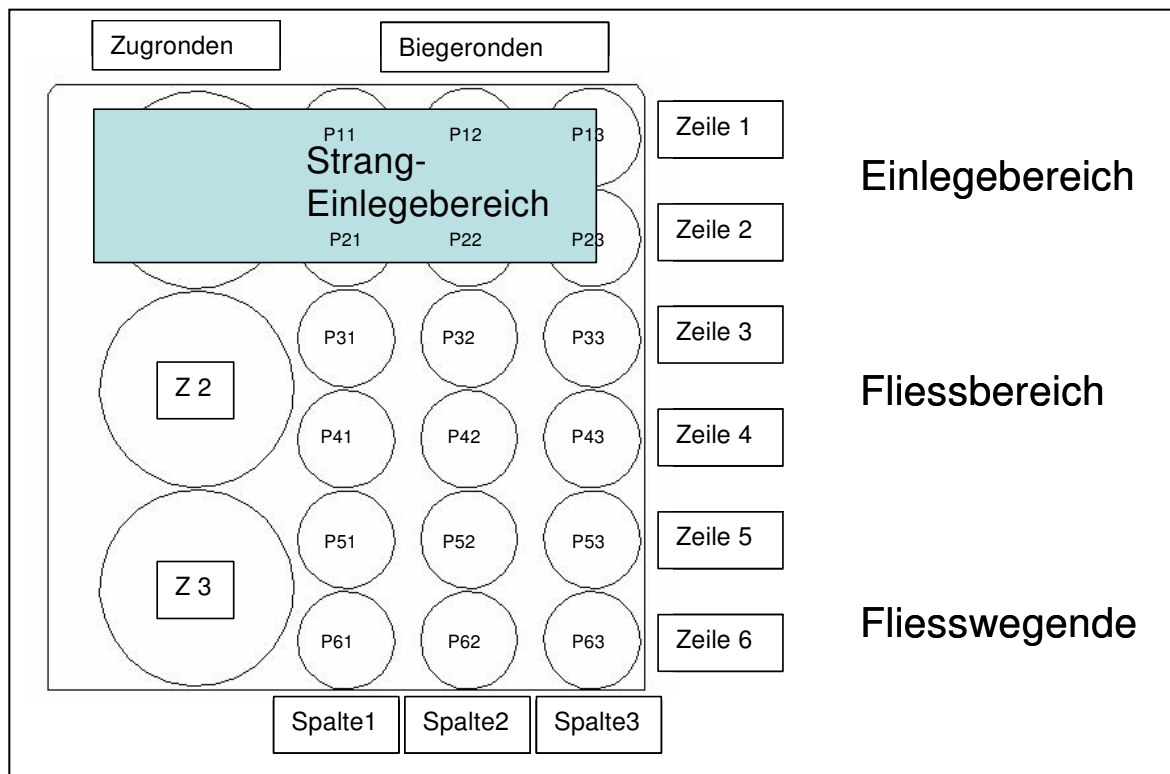 Zugronden
Biegeronden
P11 P12 P13
Zeile 1
Strang-
Einlegebereich
Einlegebereich
P21 P22 P23
Zeile 2
P31 P32 P33
Zeile 3
Z 2
Fliessbereich
P41 P42 P43
Zeile 4
P51 P52 P53
Zeile 5
Z 3
Fliesswegende
P61 P62 P63
Zeile 6
Spalte1 Spalte2 Spalte3